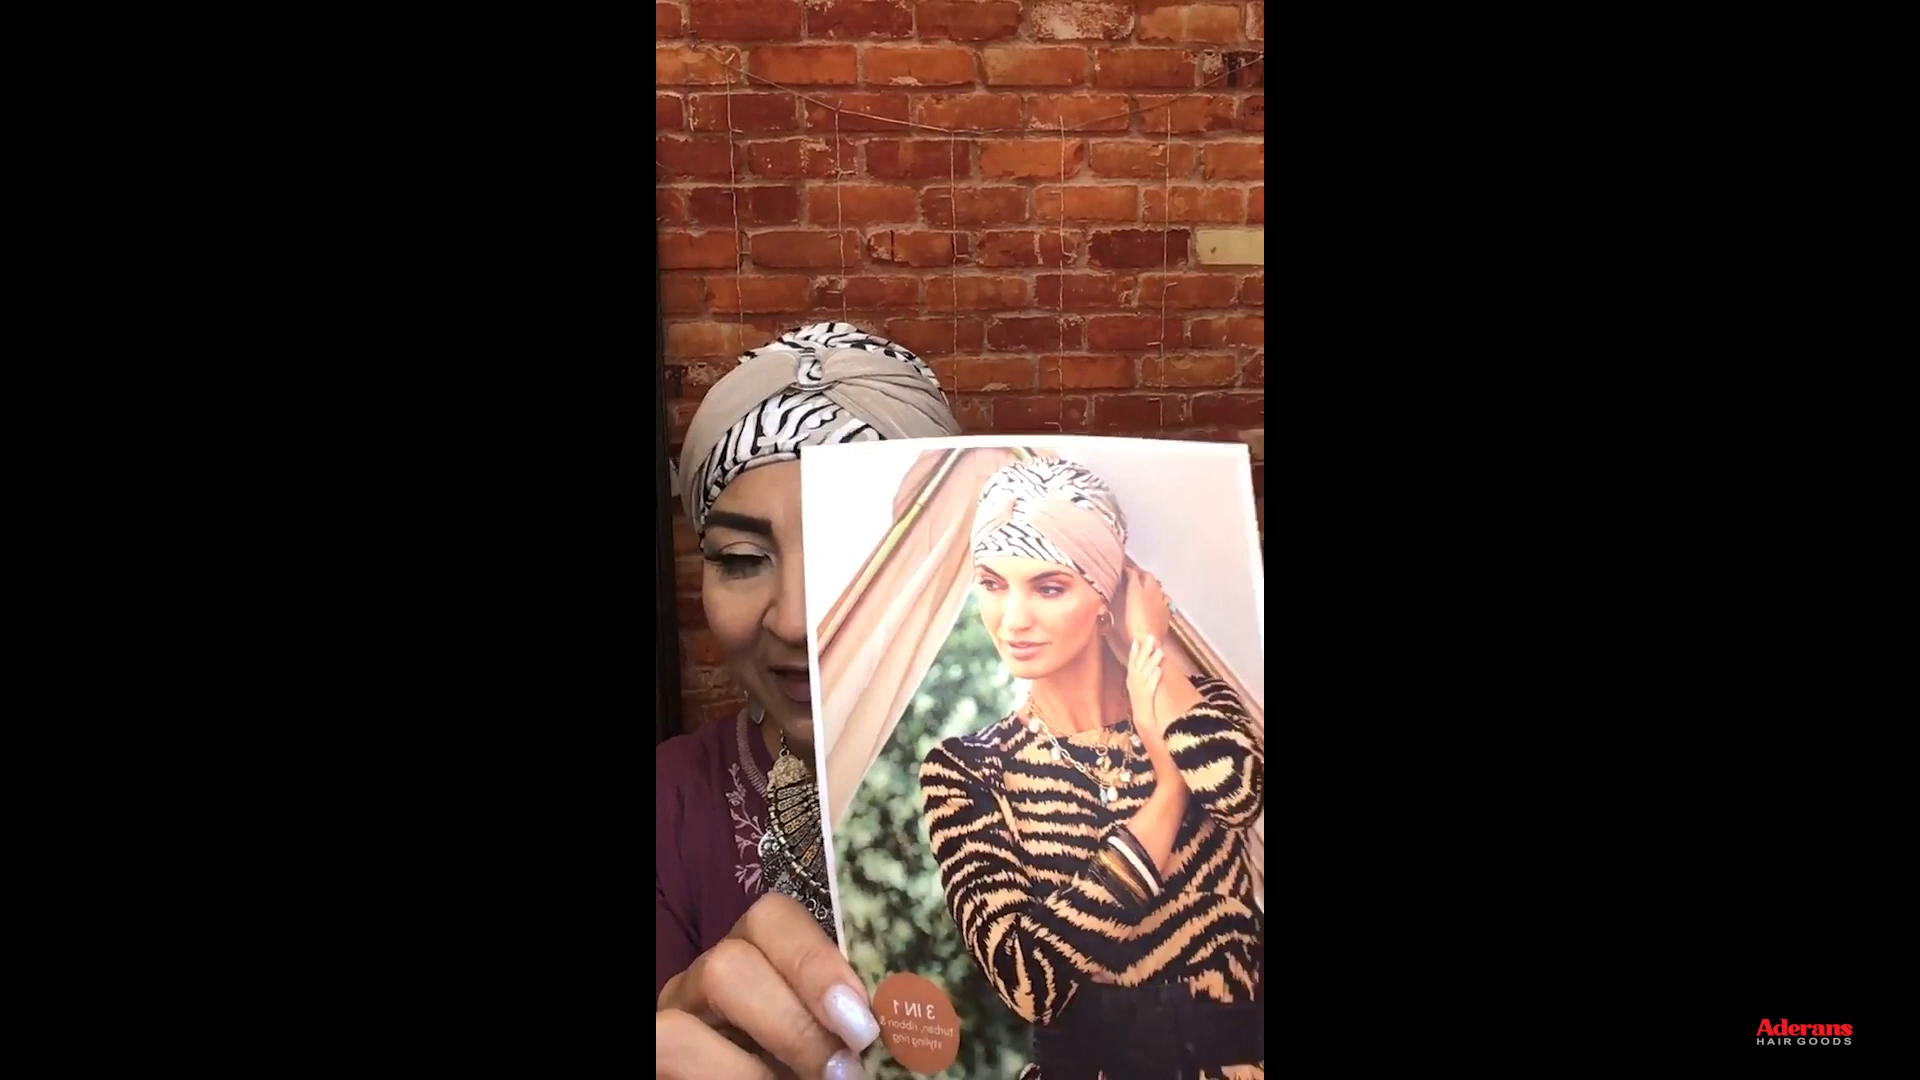 3 IN 1
turban, ribbon &
styling ring
Aderans
HAIR GOODS